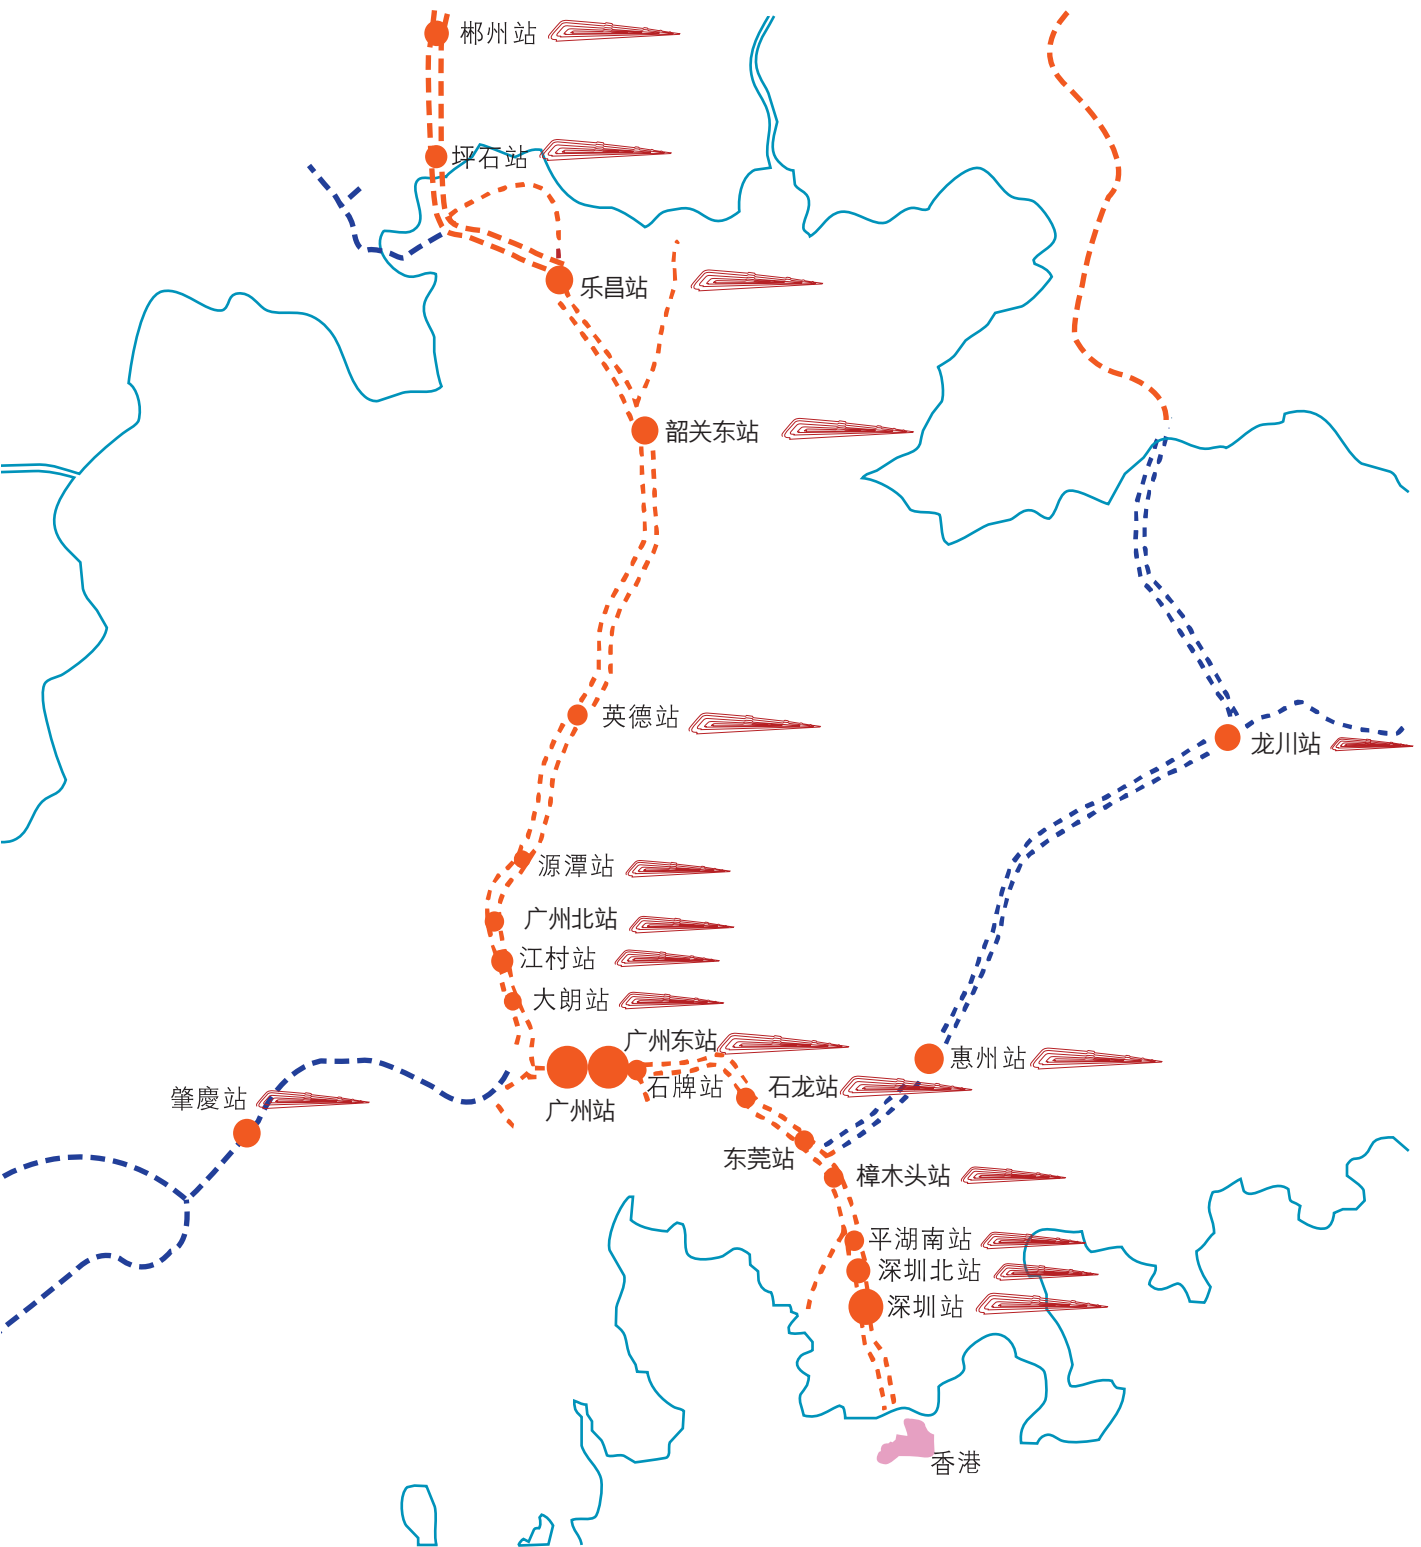 郴州站
坪石站
乐昌站
韶关东站
英德站
龙川站
源潭站
广州北站
江村站
大朗站
广州东站
惠州站
石牌站
石龙站
肇慶站
广州站
东莞站
樟木头站
平湖南站
深圳北站
深圳站
香港